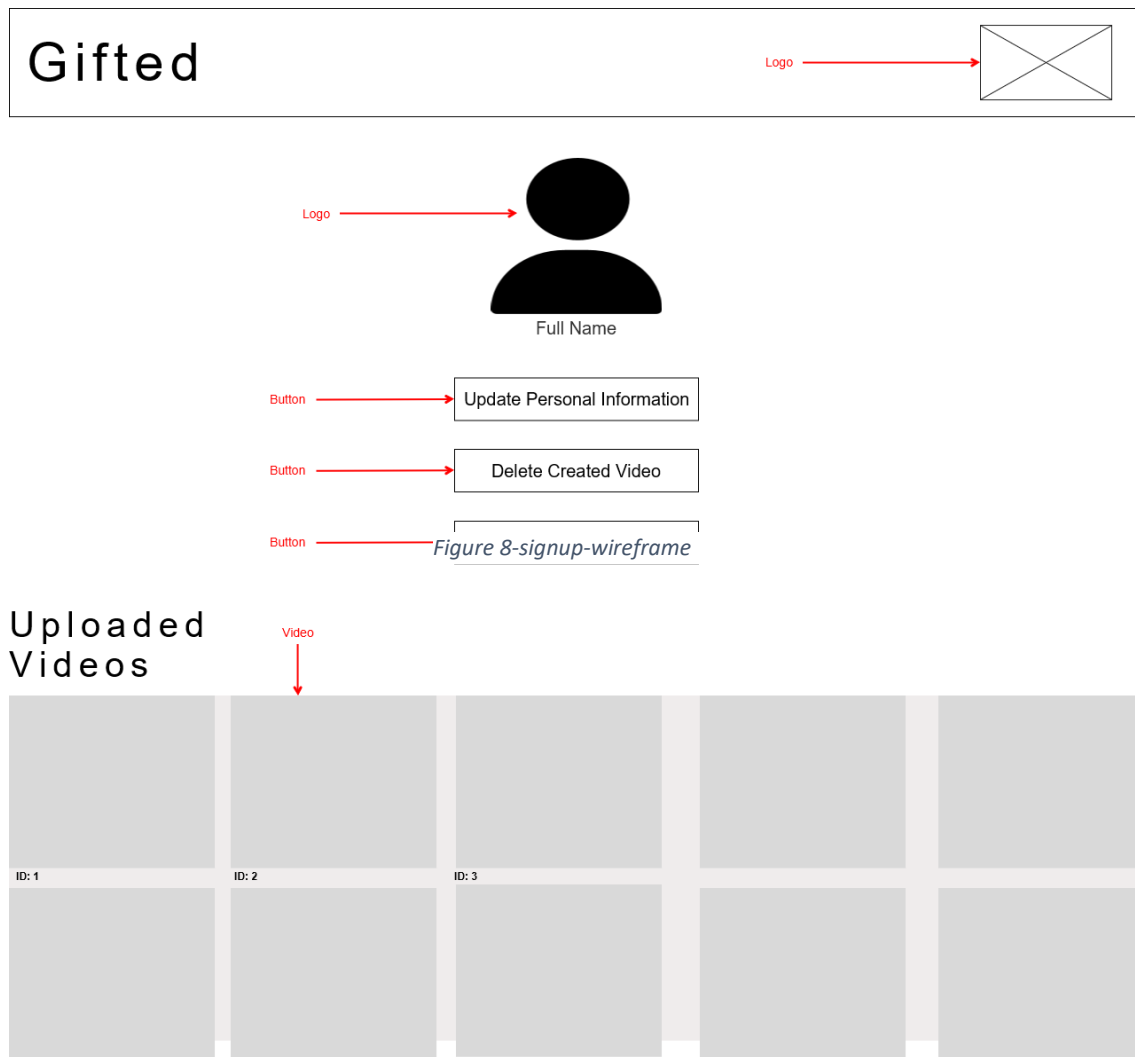 Gifted
Logo
Logo
Full Name
Button
Update Personal Information
Button
Delete Created Video
Button
Figure 8-signup-wireframe
Uploaded
Videos
Video
ID: 1
ID: 2
ID: 3